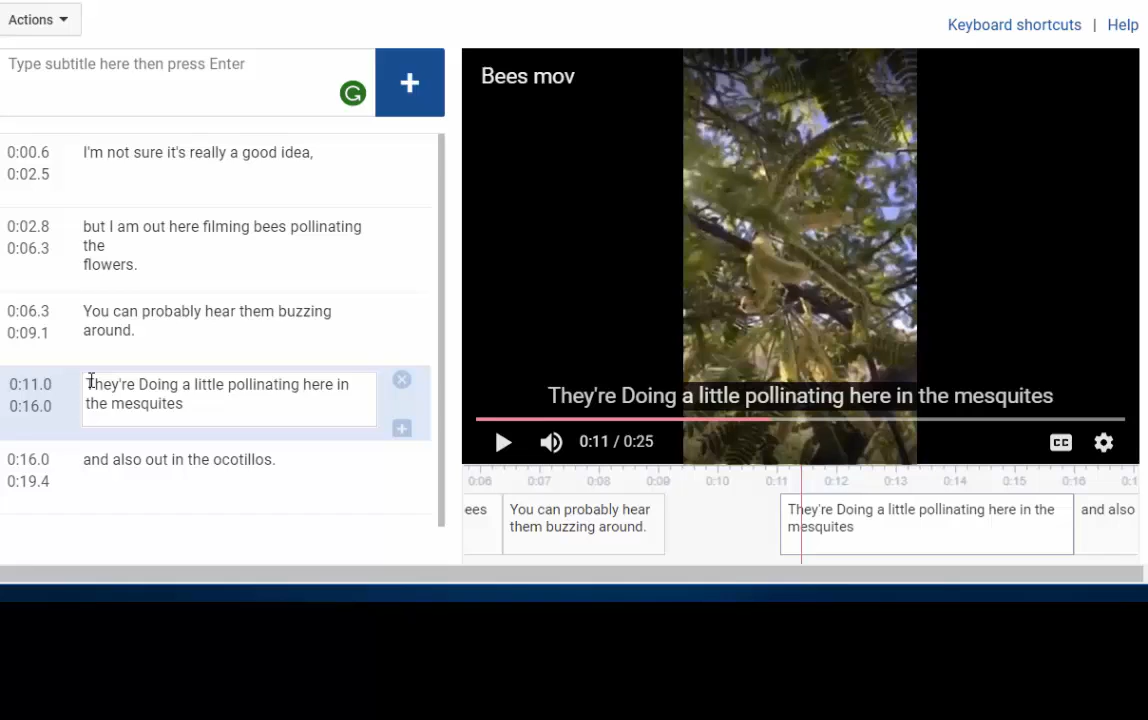 Actions
Keyboard shortcuts | Help
Type subtitle here then press Enter
+
0:00.6
0:02.5
I'm not sure it's really a good idea,
0:02.8
0:06.3
but I am out here filming bees pollinating
the
flowers.
0:06.3
0:09.1
You can probably hear them buzzing
around.
0:11.0
0:16.0
They're Doing a little pollinating here in
the mesquites
0:16.0
0:19.4
and also out in the ocotillos.
Bees mov
They're Doing a little pollinating here in the mesquites
0:11 / 0:25
CC
0:06 0:07 0:08 0:09 0:10 0:11 0:12 0:13 0:14 0:15 0:16 0:1
ees
You can probably hear
them buzzing around.
They're Doing a little pollinating here in the
mesquites
and also